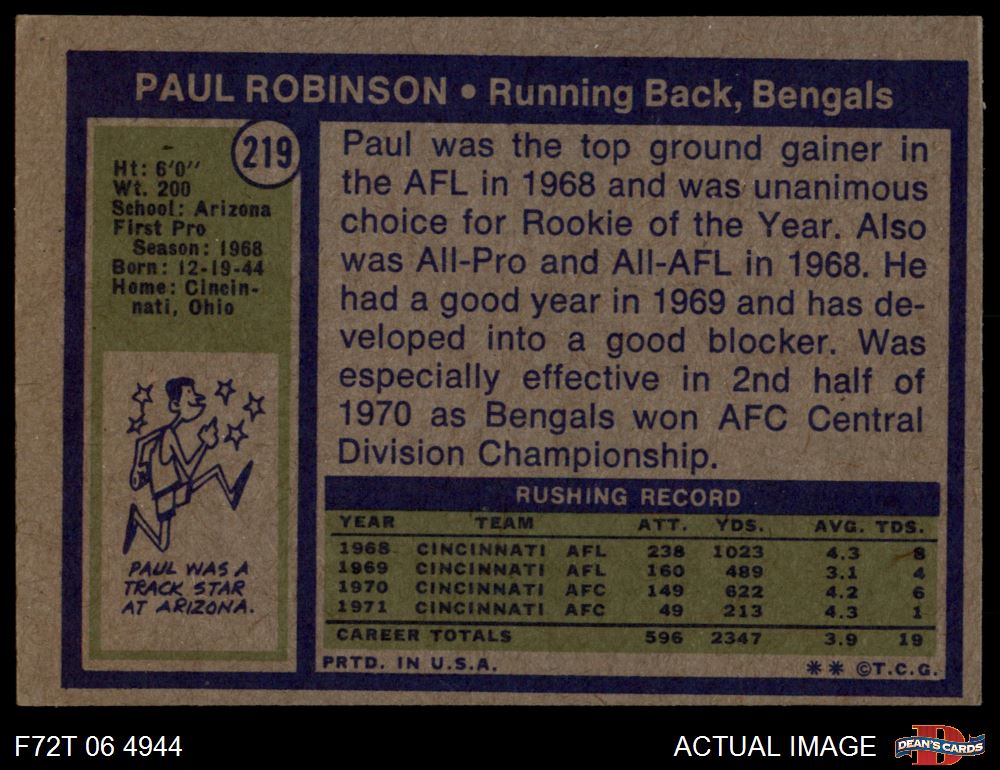 PAUL ROBINSON • Running Back, Bengals
219
Ht: 6'0''
Wt. 200
School: Arizona
First Pro
Season: 1968
Born: 12-19-44
Home: Cincin-
nati, Ohio
PAUL WAS A
TRACK STAR
AT ARIZONA.
Paul was the top ground gainer in
the AFL in 1968 and was unanimous
choice for Rookie of the Year. Also
was All-Pro and All-AFL in 1968. He
had a good year in 1969 and has de-
veloped into a good blocker. Was
especially effective in 2nd half of
1970 as Bengals won AFC Central
Division Championship.
RUSHING RECORD
YEAR TEAM ATT. YDS. AVG. TDS.
1968 CINCINNATI AFL 238 1023 4.3 8
1969 CINCINNATI AFL 160 489 3.1 4
1970 CINCINNATI AFC 149 622 4.2 6
1971 CINCINNATI AFC 49 213 4.3 1
CAREER TOTALS 596 2347 3.9 19
PRTD. IN U.S.A. ** ©T.C.G.
F72T 06 4944
ACTUAL IMAGE
D
DEAN'S CARDS